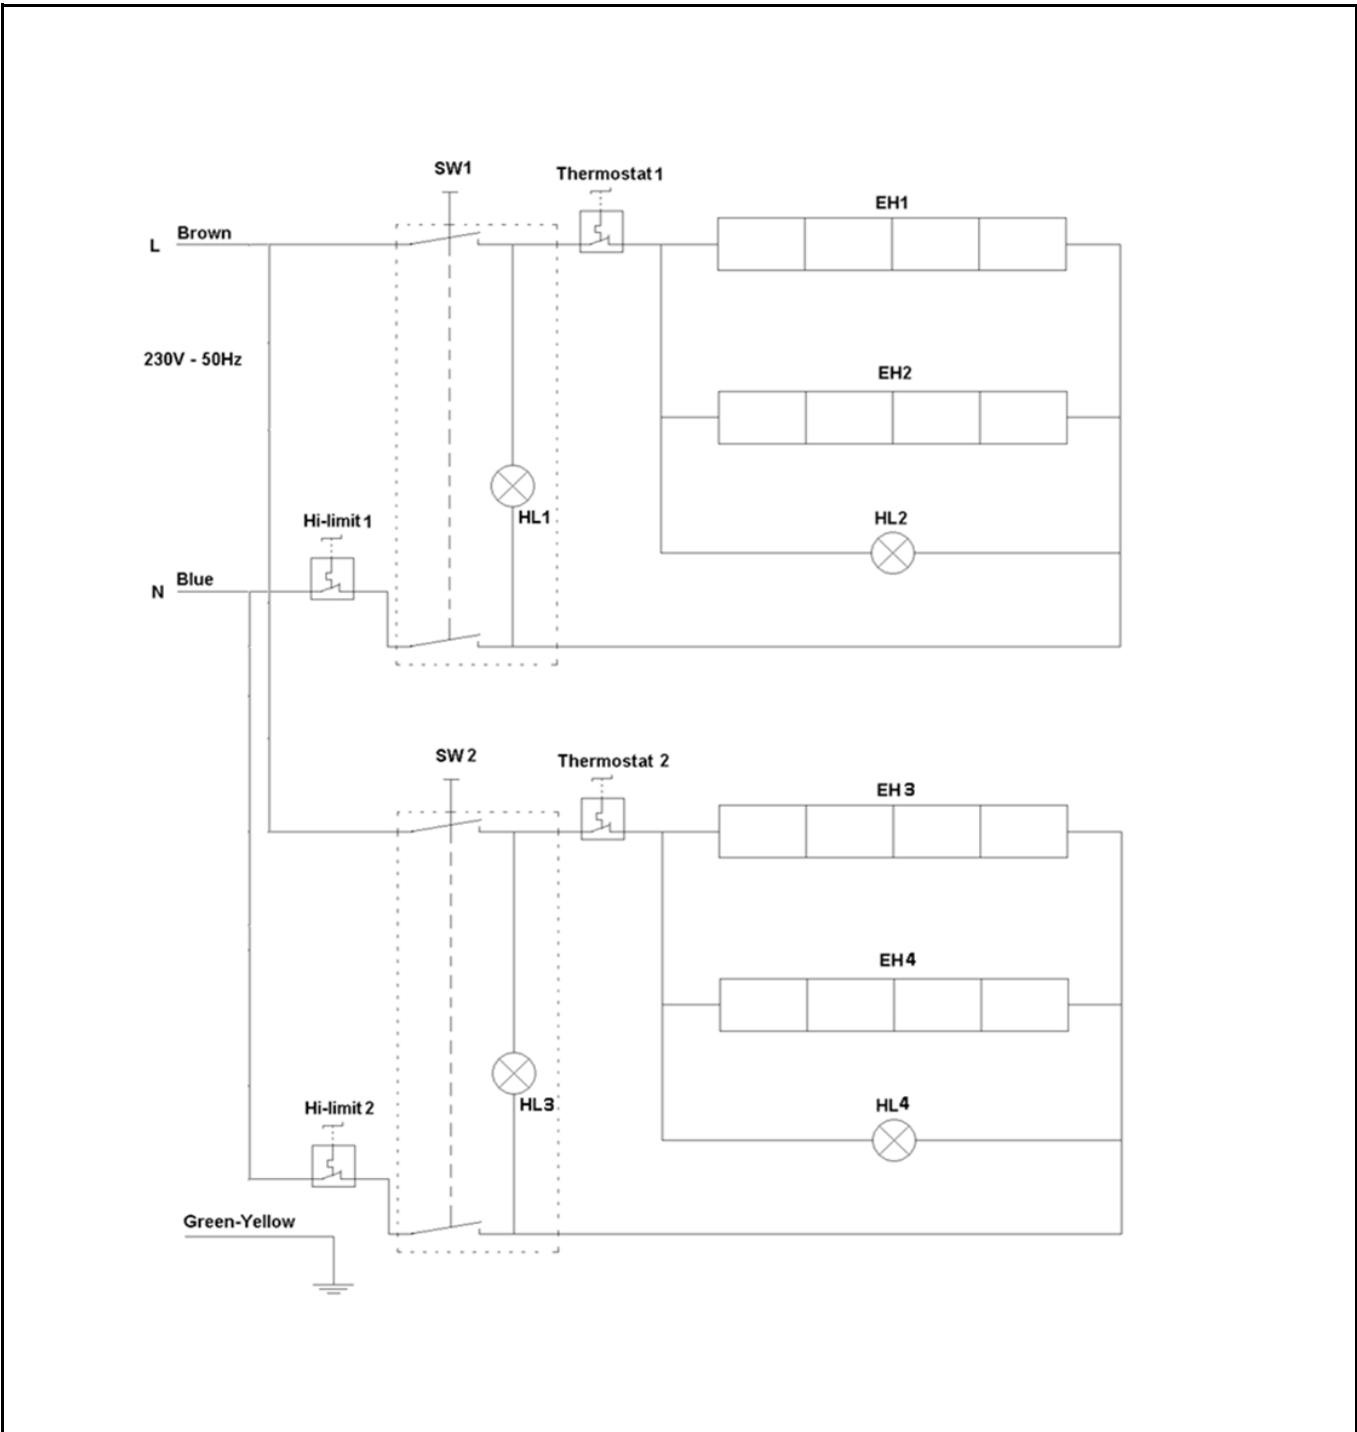 SW1
Thermostat 1
EH1
L
Brown
230V - 50Hz
EH2
HL1
HL2
Hi-limit 1
N
Blue
SW 2
Thermostat 2
EH 3
EH 4
HL3
HL4
Hi-limit 2
Green-Yellow